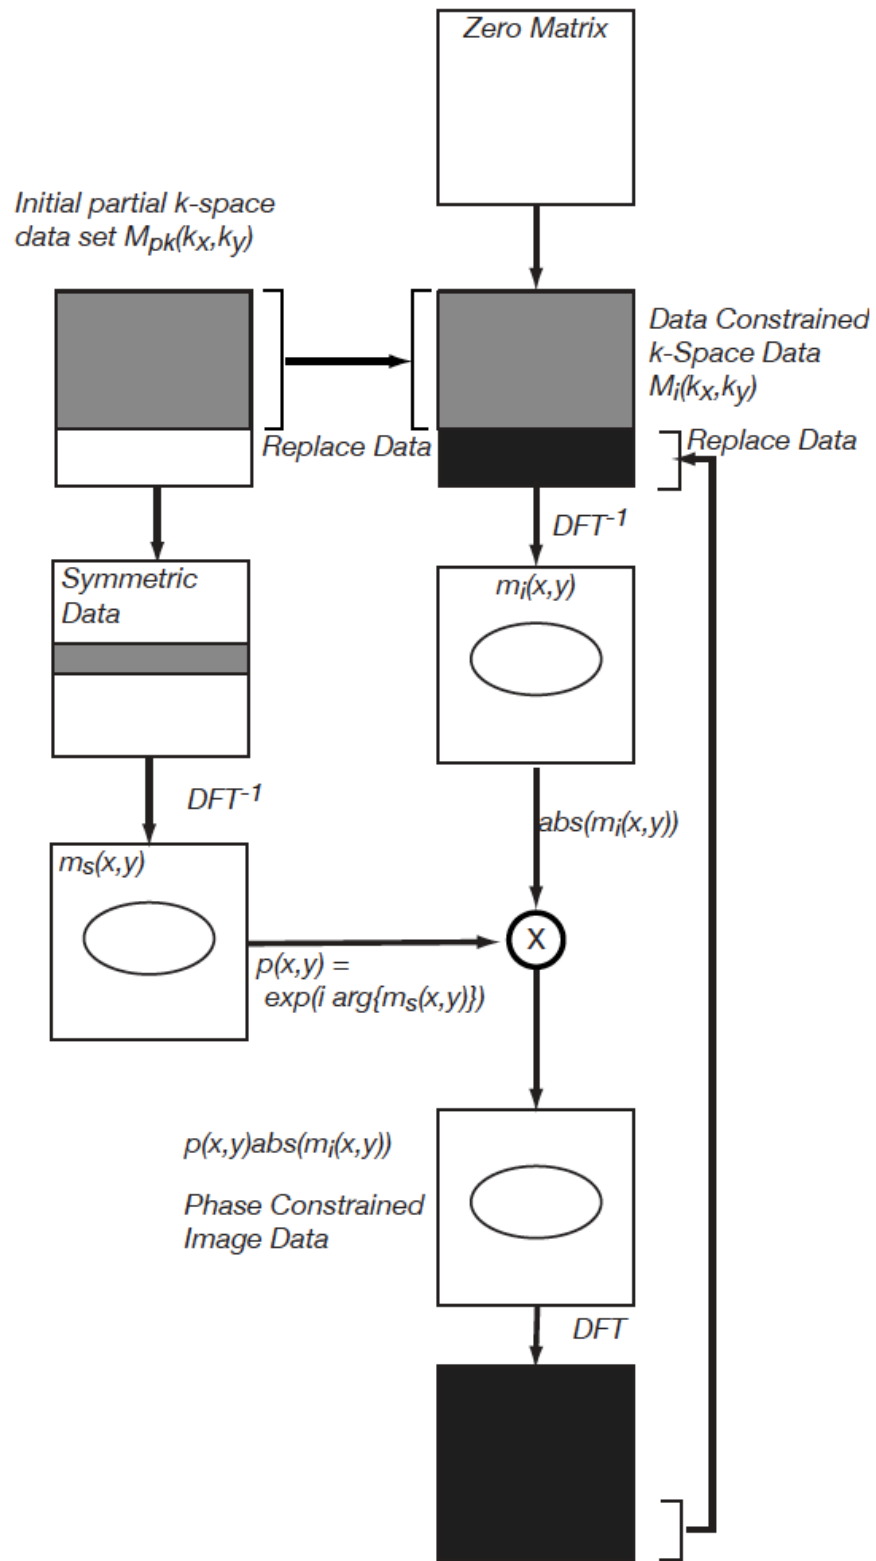 Zero Matrix
Initial partial k-space
data set Mpk(kx,ky)
Data Constrained
k-Space Data
Mi(kx,ky)
Replace Data
Replace Data
DFT-1
Symmetric
Data
mi(x,y)
DFT-1
abs(mi(x,y))
ms(x,y)
X
p(x,y) =
exp(i arg{ms(x,y)})
p(x,y)abs(mi(x,y))
Phase Constrained
Image Data
DFT